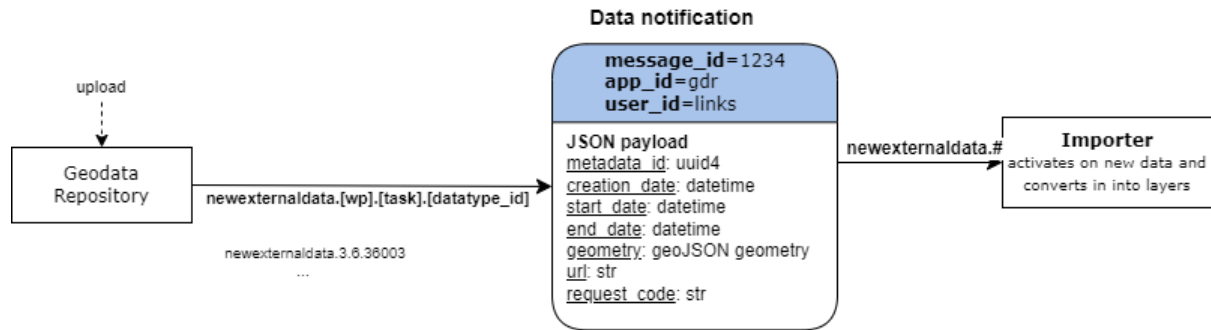 Data notification
upload
Geodata
Repository
newexternaldata.[wp].[task].[datatype_id]
newexternaldata.3.6.36003
...
message_id=1234
app_id=gdr
user_id=links
JSON payload
metadata_id: uuid4
creation_date: datetime
start_date: datetime
end_date: datetime
geometry: geoJSON geometry
url: str
request_code: str
newexternaldata.#
Importer
activates on new data and
converts in into layers